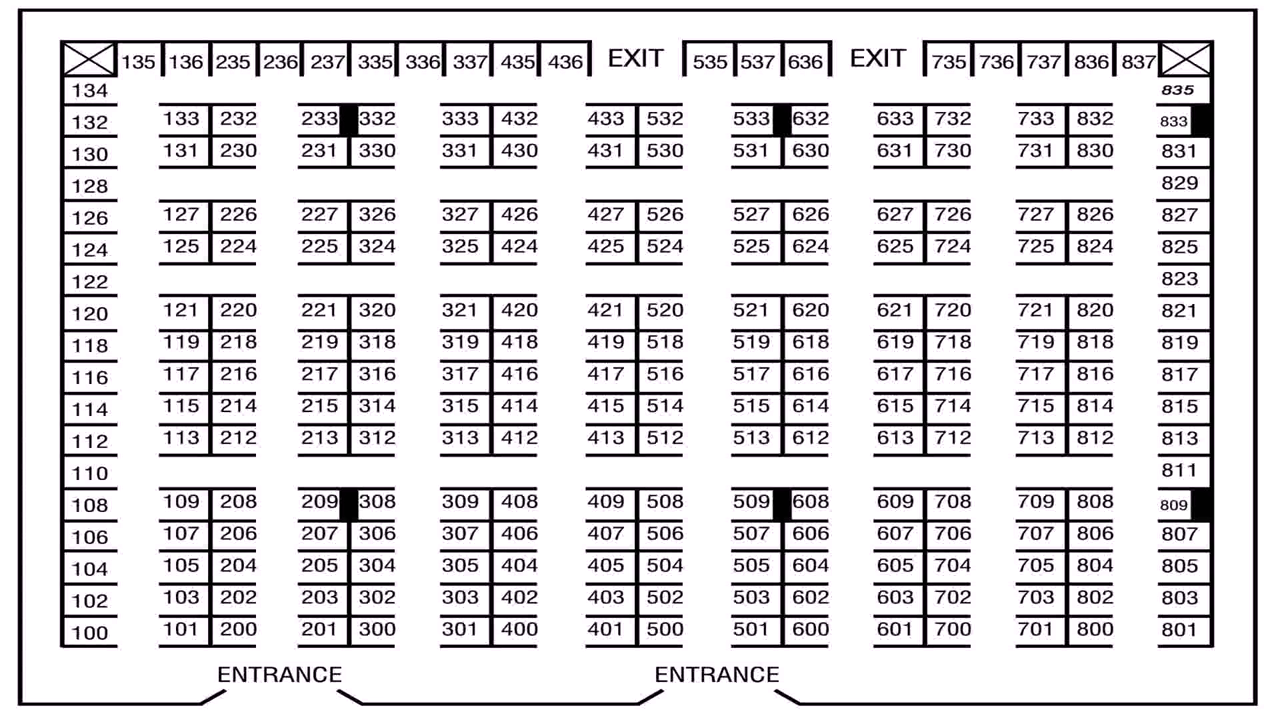 135 136 235 236 237 335 336 337 435 436 EXIT 535 537 636 EXIT 735 736 737 836 837
134 835
132 133 232 233 332 333 432 433 532 533 632 633 732 733 832 833
130 131 230 231 330 331 430 431 530 531 630 631 730 731 830 831
128 829
126 127 226 227 326 327 426 427 526 527 626 627 726 727 826 827
124 125 224 225 324 325 424 425 524 525 624 625 724 725 824 825
122 823
120 121 220 221 320 321 420 421 520 521 620 621 720 721 820 821
118 119 218 219 318 319 418 419 518 519 618 619 718 719 818 819
116 117 216 217 316 317 416 417 516 517 616 617 716 717 816 817
114 115 214 215 314 315 414 415 514 515 614 615 714 715 814 815
112 113 212 213 312 313 412 413 512 513 612 613 712 713 812 813
110 811
108 109 208 209 308 309 408 409 508 509 608 609 708 709 808 809
106 107 206 207 306 307 406 407 506 507 606 607 706 707 806 807
104 105 204 205 304 305 404 405 504 505 604 605 704 705 804 805
102 103 202 203 302 303 402 403 502 503 602 603 702 703 802 803
100 101 200 201 300 301 400 401 500 501 600 601 700 701 800 801
ENTRANCE ENTRANCE